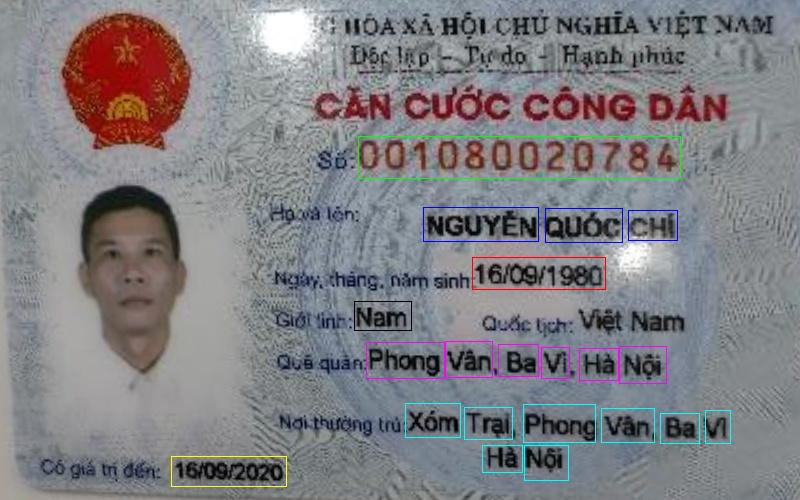 HÒA XÃ HỘI CHỦ NGHĨA VIỆT NAM
Độc lập - Tự do - Hạnh phúc
CĂN CƯỚC CÔNG DÂN
Số: 001080020784
Họ và tên: NGUYỄN QUỐC CHÍ
Ngày, tháng, năm sinh: 16/09/1980
Giới tính: Nam Quốc tịch: Việt Nam
Quê quán: Phong Vân, Ba Vì, Hà Nội
Nơi thường trú: Xóm Trại, Phong Vân, Ba Vì
Hà Nội
Có giá trị đến: 16/09/2020